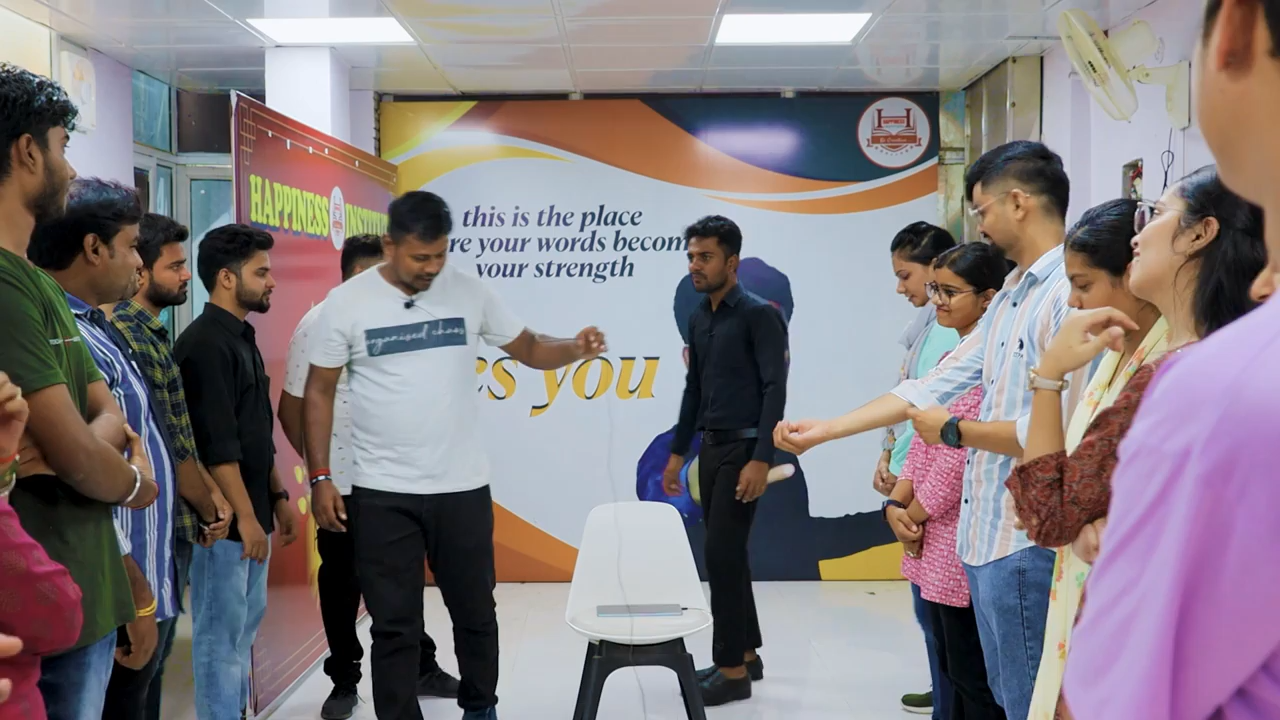 HAPPINESS INSTITU
this is the place
re your words becom
your strength
es you
organised chaos